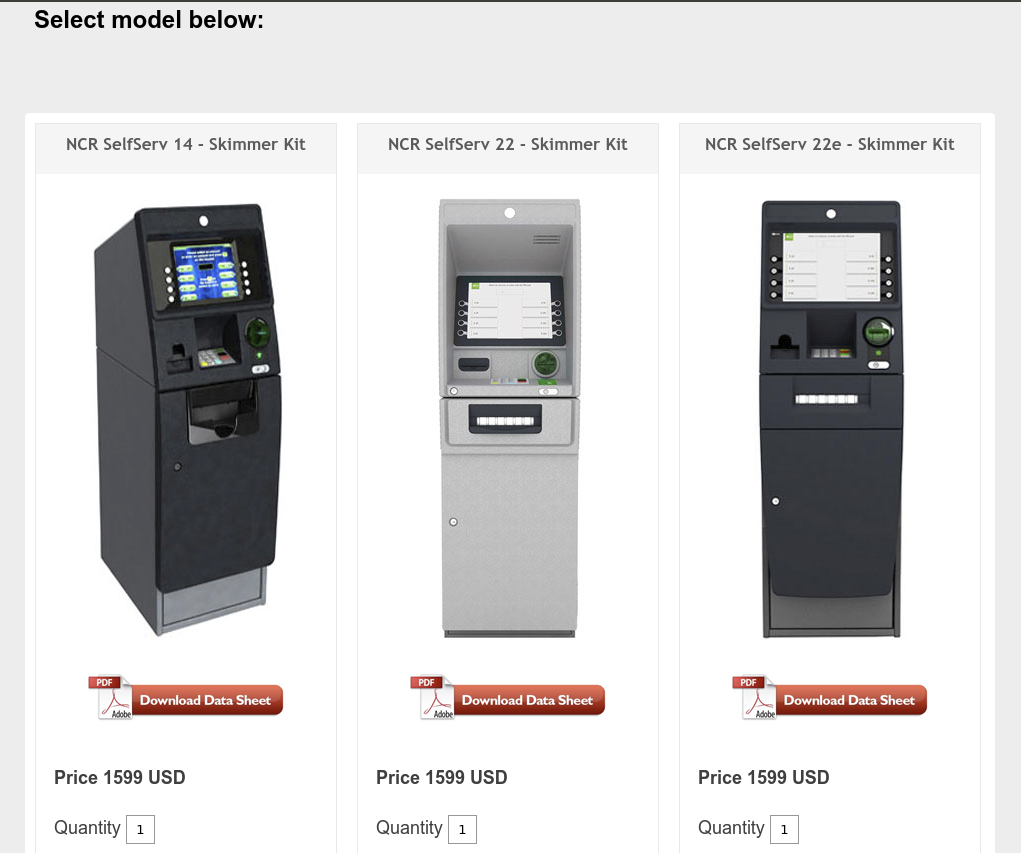 Select model below:
NCR SelfServ 14 - Skimmer Kit
NCR SelfServ 22 - Skimmer Kit
NCR SelfServ 22e - Skimmer Kit
PDF
Adobe
Download Data Sheet
PDF
Adobe
Download Data Sheet
PDF
Adobe
Download Data Sheet
Price 1599 USD
Price 1599 USD
Price 1599 USD
Quantity 1
Quantity 1
Quantity 1